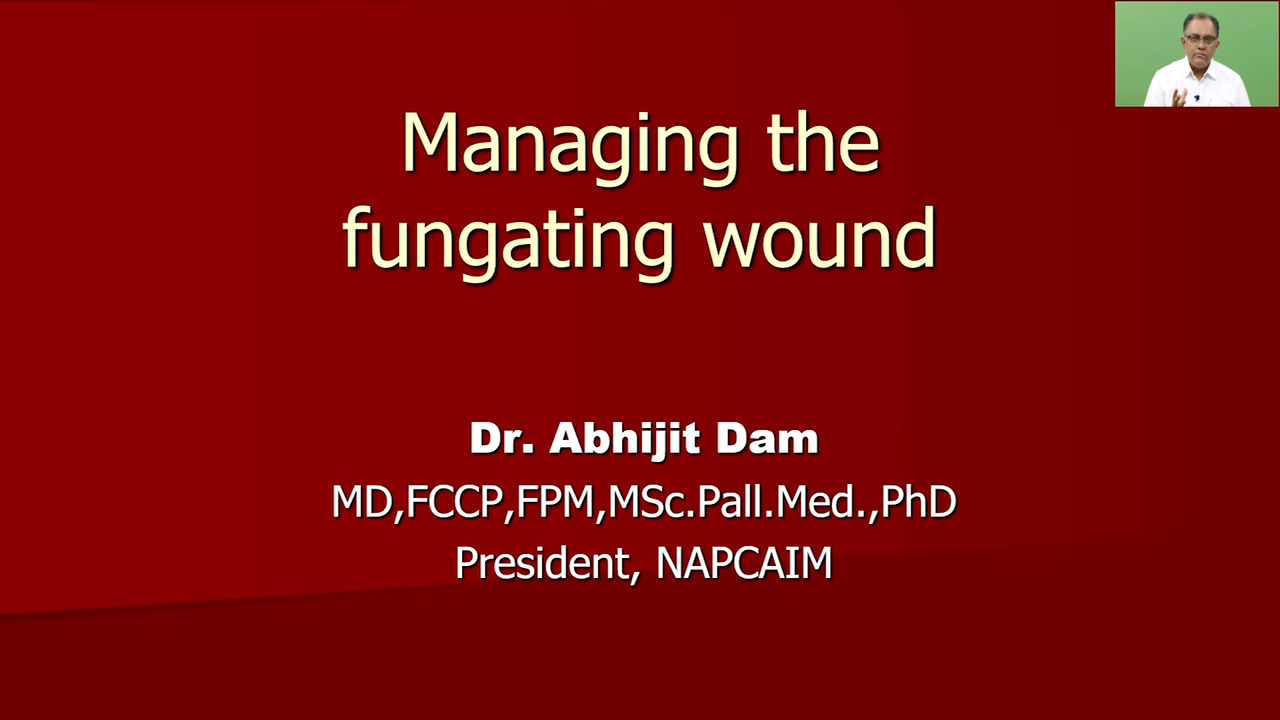 Managing the
fungating wound
Dr. Abhijit Dam
MD,FCCP,FPM,MSc.Pall.Med.,PhD
President, NAPCAIM